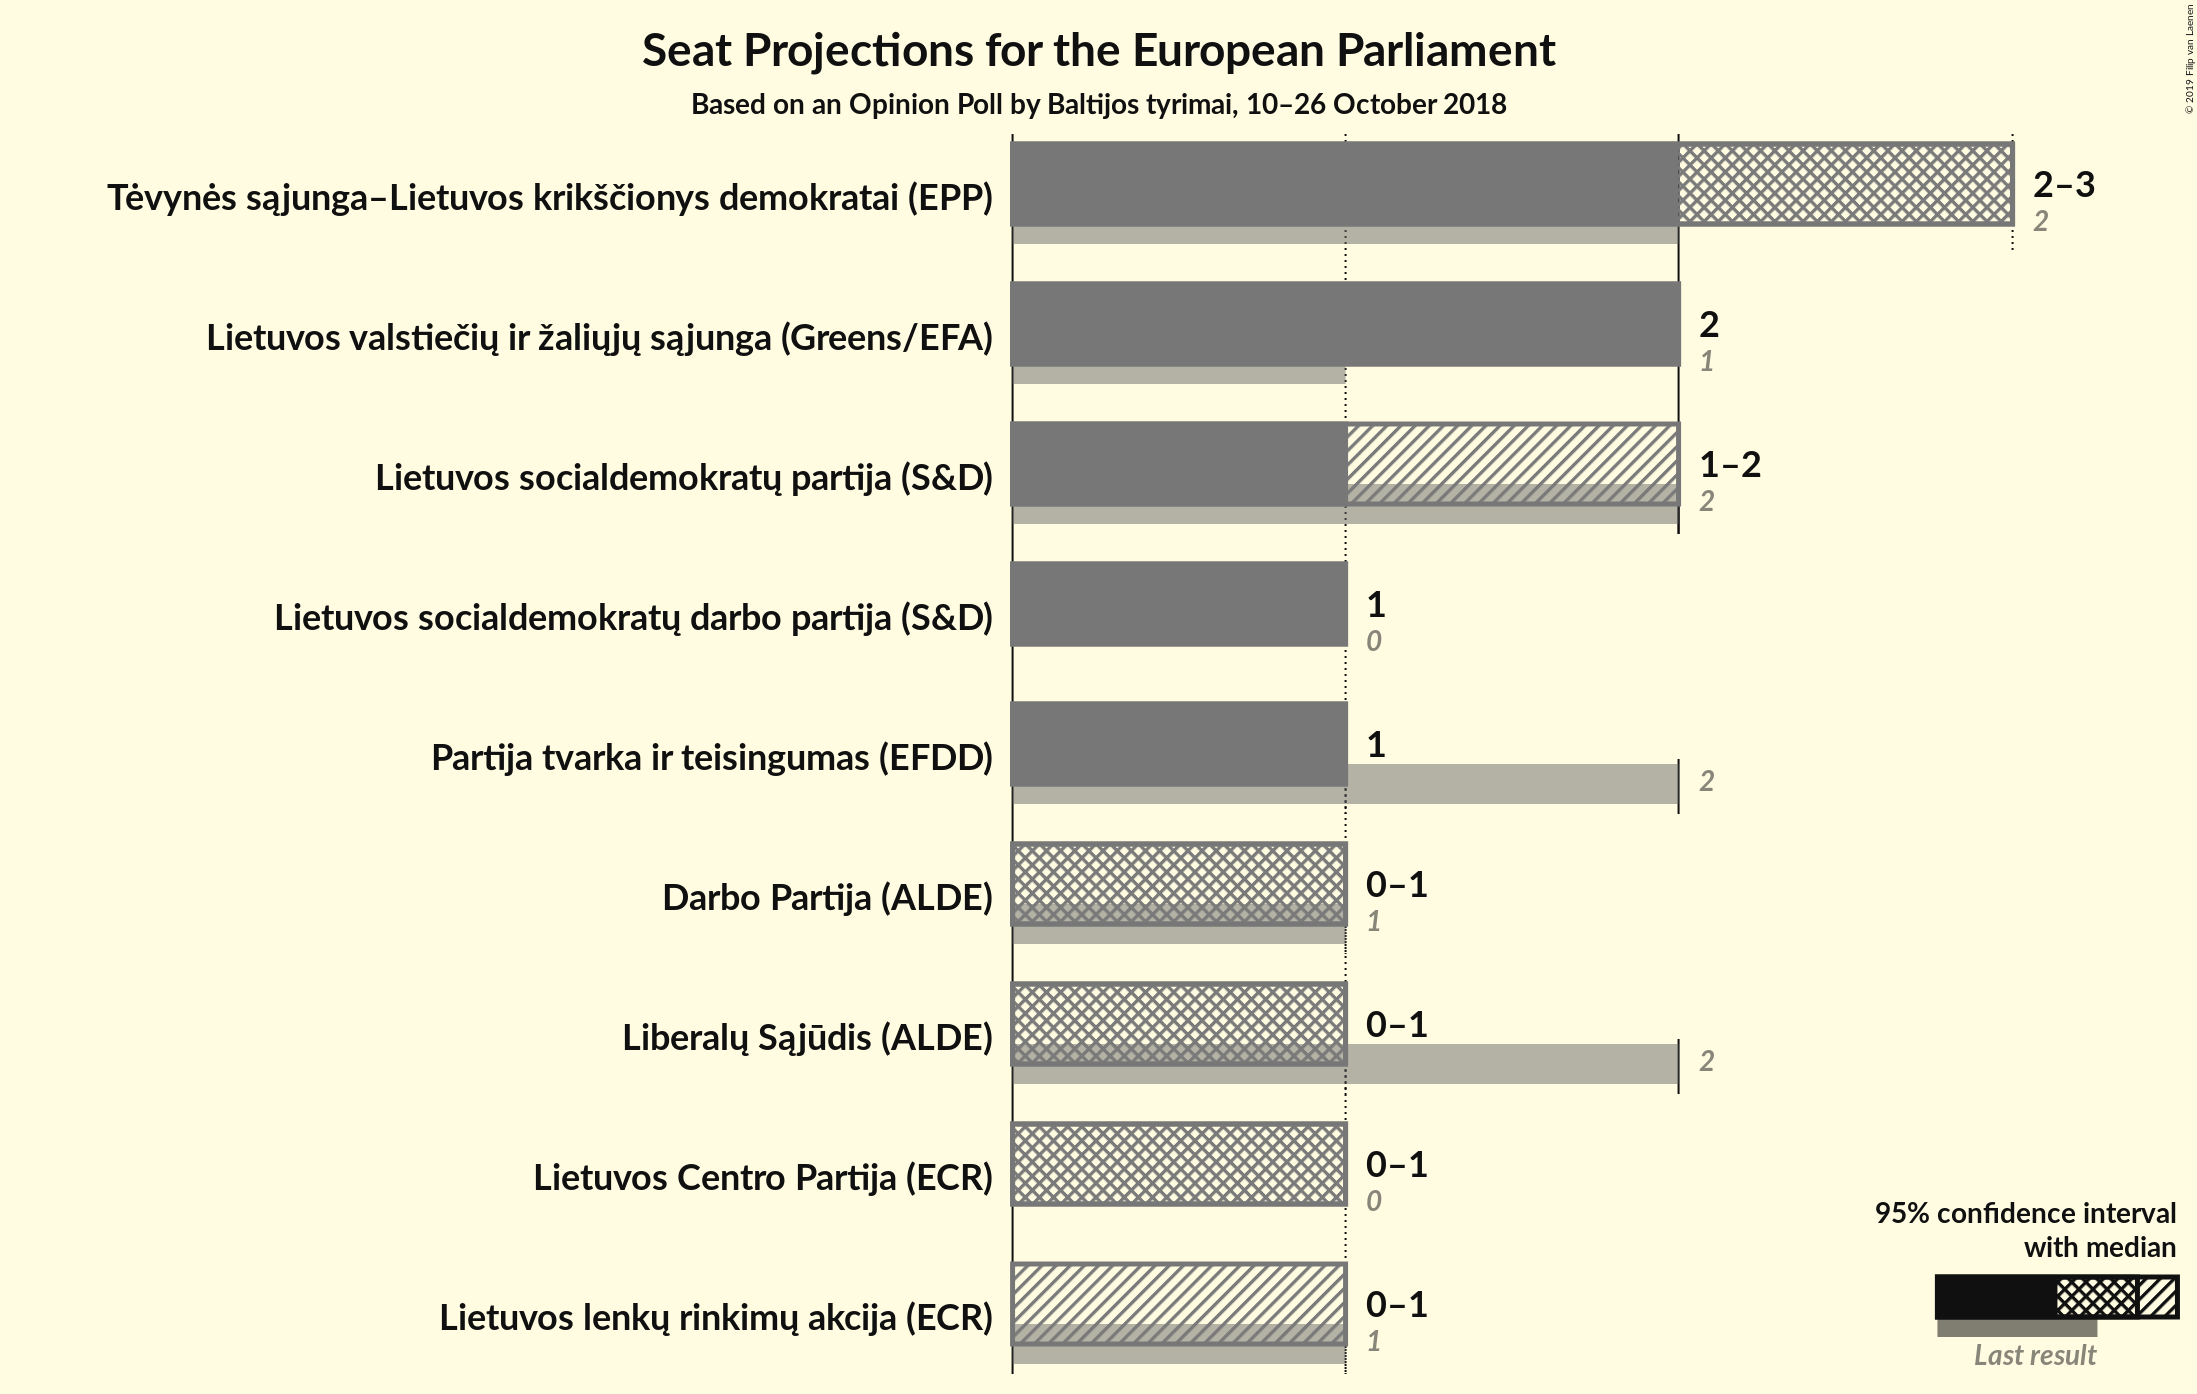 Seat Projections for the European Parliament
Based on an Opinion Poll by Baltijos tyrimai, 10–26 October 2018
© 2019 Filip van Laenen
Tėvynės sąjunga–Lietuvos krikščionys demokratai (EPP)
2–3
2
Lietuvos valstiečių ir žaliųjų sąjunga (Greens/EFA)
2
1
Lietuvos socialdemokratų partija (S&D)
1–2
2
Lietuvos socialdemokratų darbo partija (S&D)
1
0
Partija tvarka ir teisingumas (EFDD)
1
2
Darbo Partija (ALDE)
0–1
1
Liberalų Sąjūdis (ALDE)
0–1
2
Lietuvos Centro Partija (ECR)
0–1
0
Lietuvos lenkų rinkimų akcija (ECR)
0–1
1
95% confidence interval
with median
Last result